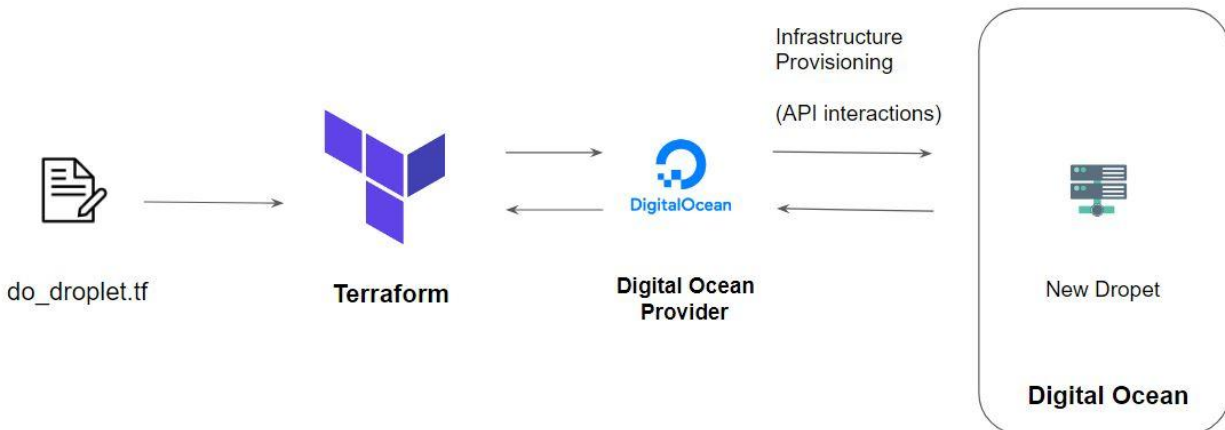 do_droplet.tf
Terraform
DigitalOcean
Digital Ocean
Provider
Infrastructure
Provisioning
(API interactions)
New Dropet
Digital Ocean